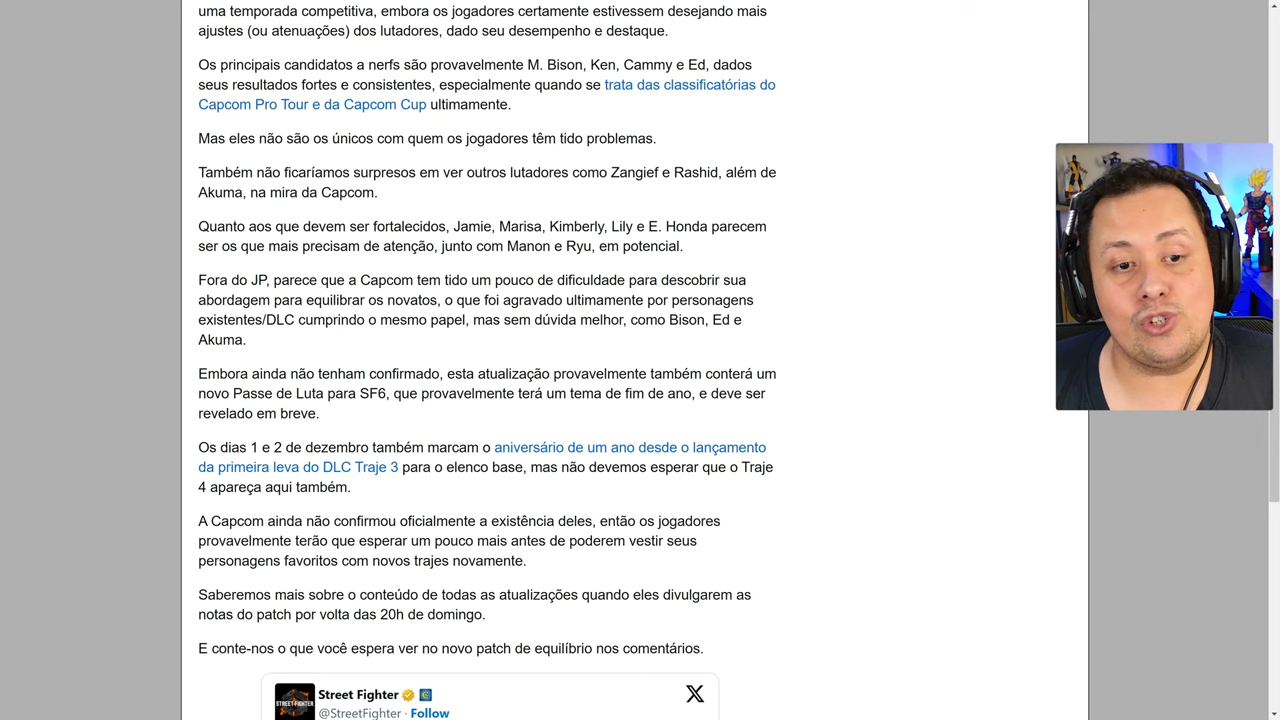 uma temporada competitiva, embora os jogadores certamente estivessem desejando mais
ajustes (ou atenuações) dos lutadores, dado seu desempenho e destaque.
Os principais candidatos a nerfs são provavelmente M. Bison, Ken, Cammy e Ed, dados
seus resultados fortes e consistentes, especialmente quando se trata das classificatórias do
Capcom Pro Tour e da Capcom Cup ultimamente.
Mas eles não são os únicos com quem os jogadores têm tido problemas.
Também não ficaríamos surpresos em ver outros lutadores como Zangief e Rashid, além de
Akuma, na mira da Capcom.
Quanto aos que devem ser fortalecidos, Jamie, Marisa, Kimberly, Lily e E. Honda parecem
ser os que mais precisam de atenção, junto com Manon e Ryu, em potencial.
Fora do JP, parece que a Capcom tem tido um pouco de dificuldade para descobrir sua
abordagem para equilibrar os novatos, o que foi agravado ultimamente por personagens
existentes/DLC cumprindo o mesmo papel, mas sem dúvida melhor, como Bison, Ed e
Akuma.
Embora ainda não tenham confirmado, esta atualização provavelmente também conterá um
novo Passe de Luta para SF6, que provavelmente terá um tema de fim de ano, e deve ser
revelado em breve.
Os dias 1 e 2 de dezembro também marcam o aniversário de um ano desde o lançamento
da primeira leva do DLC Traje 3 para o elenco base, mas não devemos esperar que o Traje
4 apareça aqui também.
A Capcom ainda não confirmou oficialmente a existência deles, então os jogadores
provavelmente terão que esperar um pouco mais antes de poderem vestir seus
personagens favoritos com novos trajes novamente.
Saberemos mais sobre o conteúdo de todas as atualizações quando eles divulgarem as
notas do patch por volta das 20h de domingo.
E conte-nos o que você espera ver no novo patch de equilíbrio nos comentários.
Street Fighter
@StreetFighter · Follow